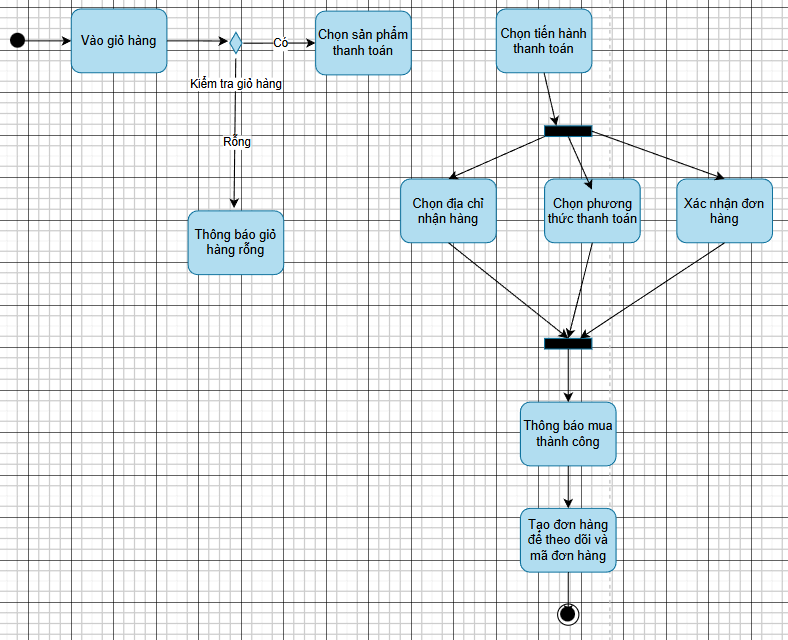 Vào giỏ hàng
Có
Chọn sản phẩm
thanh toán
Chọn tiến hành
thanh toán
Kiểm tra giỏ hàng
Rỗng
Thông báo giỏ
hàng rỗng
Chọn địa chỉ
nhận hàng
Chọn phương
thức thanh toán
Xác nhận đơn
hàng
Thông báo mua
thành công
Tạo đơn hàng
để theo dõi và
mã đơn hàng